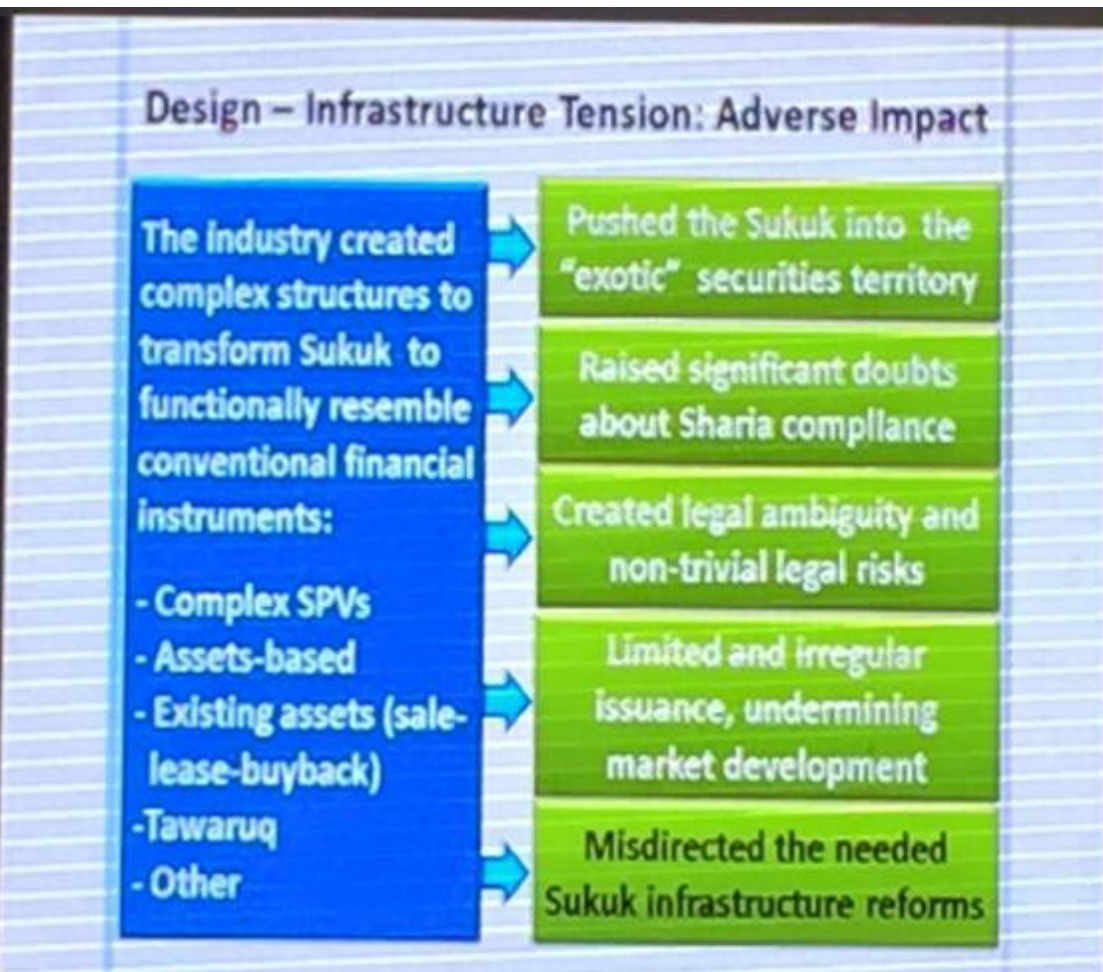 Design – Infrastructure Tension: Adverse Impact
The industry created
complex structures to
transform Sukuk to
functionally resemble
conventional financial
instruments:
- Complex SPVs
- Assets-based
- Existing assets (sale-
lease-buyback)
-Tawaruq
- Other
Pushed the Sukuk into the
"exotic" securities territory
Raised significant doubts
about Sharia compliance
Created legal ambiguity and
non-trivial legal risks
Limited and irregular
issuance, undermining
market development
Misdirected the needed
Sukuk infrastructure reforms